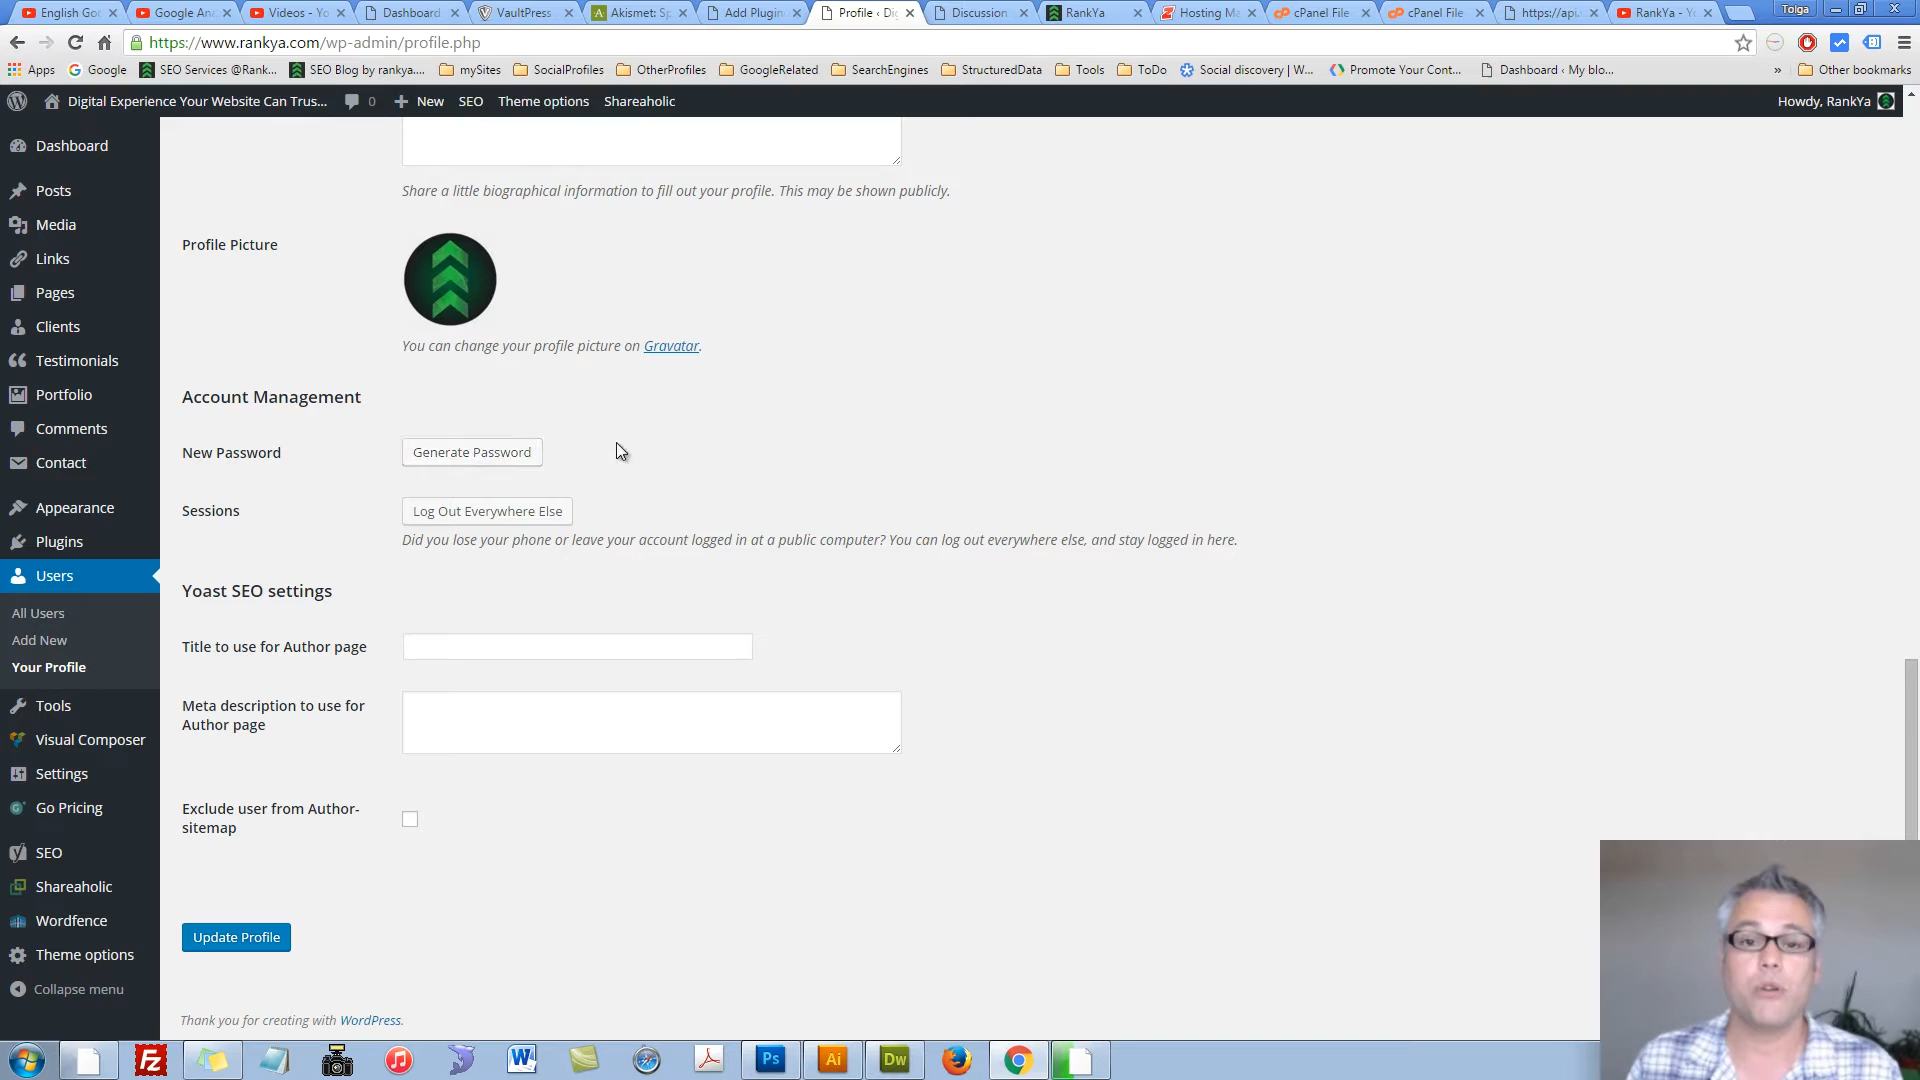 English Go
Google Ana
Videos - Yo
Dashboard
VaultPress
Akismet: Sp
Add Plugin
Profile ‹ Di
Discussion
RankYa
Hosting Ma
cPanel File
cPanel File
https://api.
RankYa - Yo
Tolga
https://www.rankya.com/wp-admin/profile.php
Apps
Google
SEO Services @Rank...
SEO Blog by rankya....
mySites
SocialProfiles
OtherProfiles
GoogleRelated
SearchEngines
StructuredData
Tools
ToDo
Social discovery | W...
Promote Your Cont...
Dashboard ‹ My blo...
»
Other bookmarks
Digital Experience Your Website Can Trus...
0
New
SEO
Theme options
Shareaholic
Howdy, RankYa
Dashboard
Posts
Media
Links
Pages
Clients
Testimonials
Portfolio
Comments
Contact
Appearance
Plugins
Users
All Users
Add New
Your Profile
Tools
Visual Composer
Settings
Go Pricing
SEO
Shareaholic
Wordfence
Theme options
Collapse menu
Share a little biographical information to fill out your profile. This may be shown publicly.
Profile Picture
You can change your profile picture on Gravatar.
Account Management
New Password
Generate Password
Sessions
Log Out Everywhere Else
Did you lose your phone or leave your account logged in at a public computer? You can log out everywhere else, and stay logged in here.
Yoast SEO settings
Title to use for Author page
Meta description to use for
Author page
Exclude user from Author-
sitemap
Update Profile
Thank you for creating with WordPress.
Fz
W
Ps
Ai
Dw